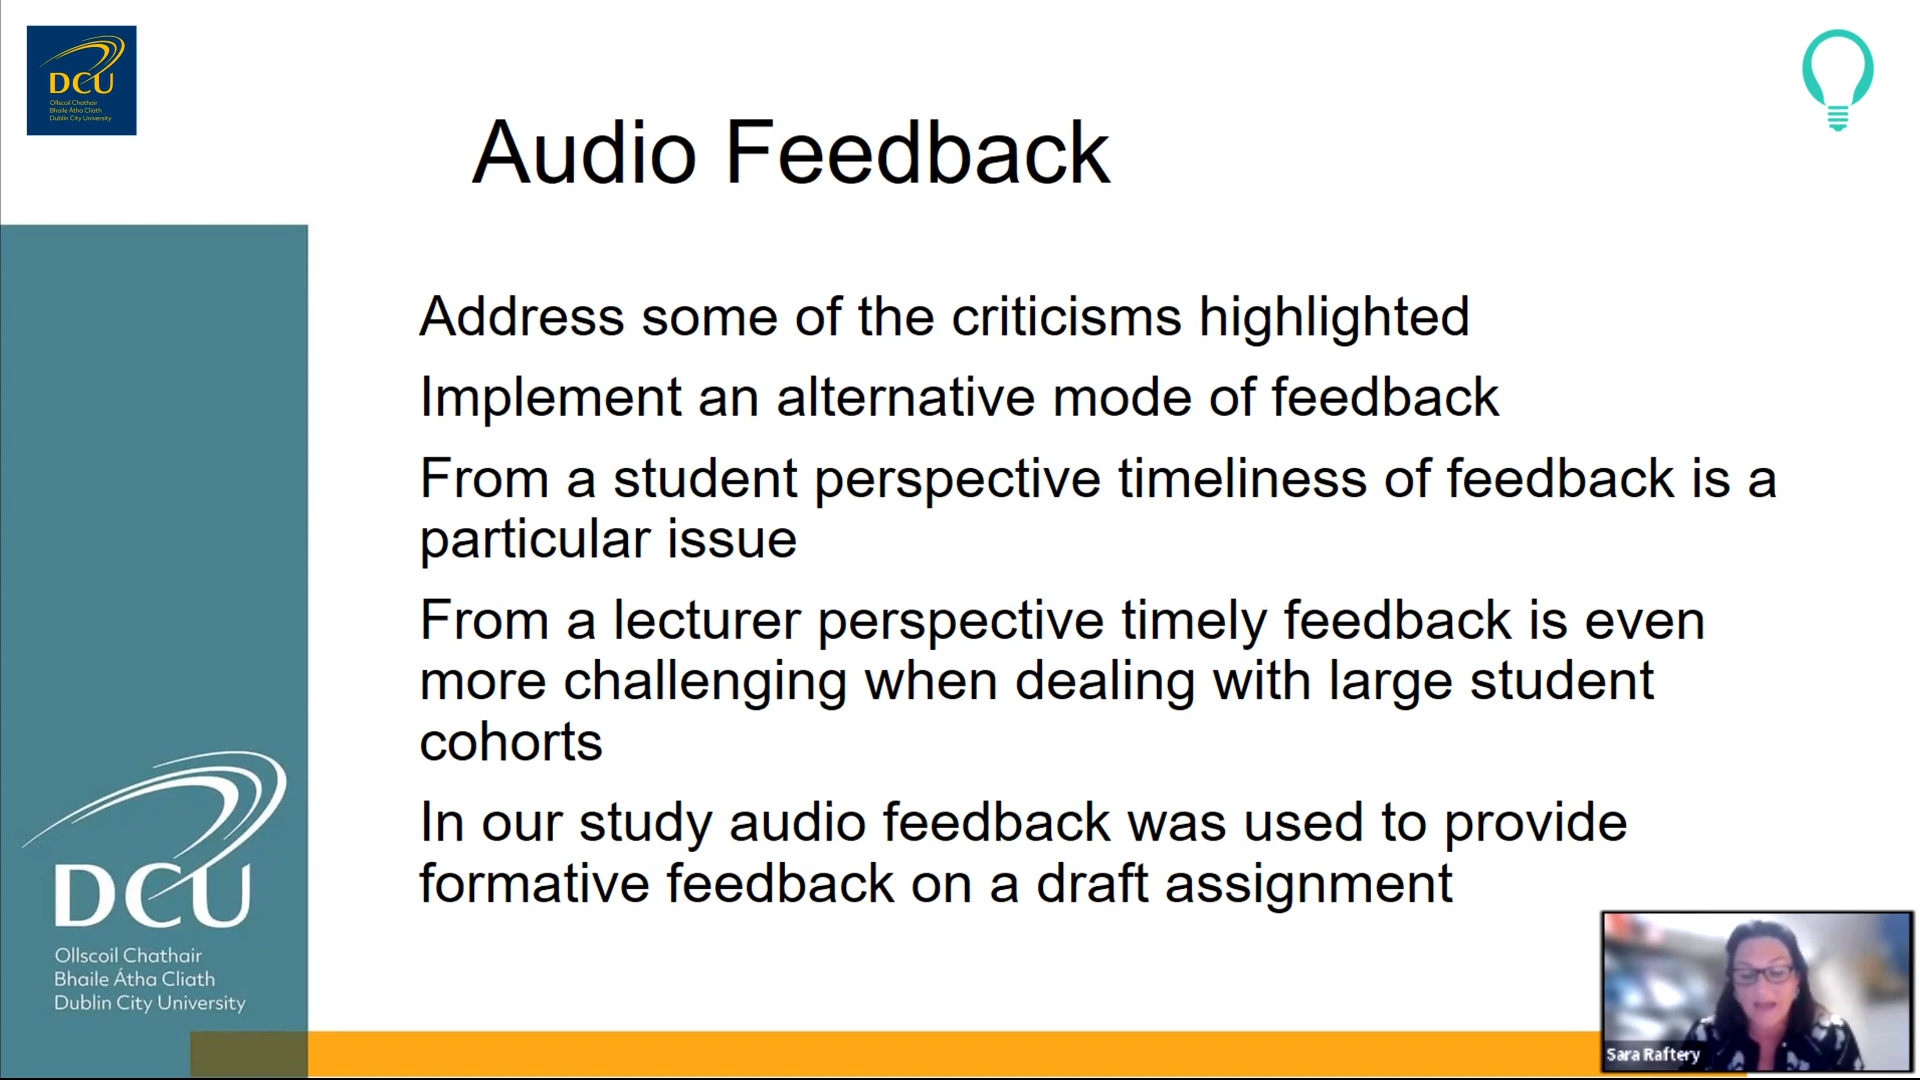 DCU
Ollscoil Chathair
Bhaile Átha Cliath
Dublin City University
Audio Feedback
Address some of the criticisms highlighted
Implement an alternative mode of feedback
From a student perspective timeliness of feedback is a
particular issue
From a lecturer perspective timely feedback is even
more challenging when dealing with large student
cohorts
In our study audio feedback was used to provide
formative feedback on a draft assignment
DCU
Ollscoil Chathair
Bhaile Átha Cliath
Dublin City University
Sara Raftery